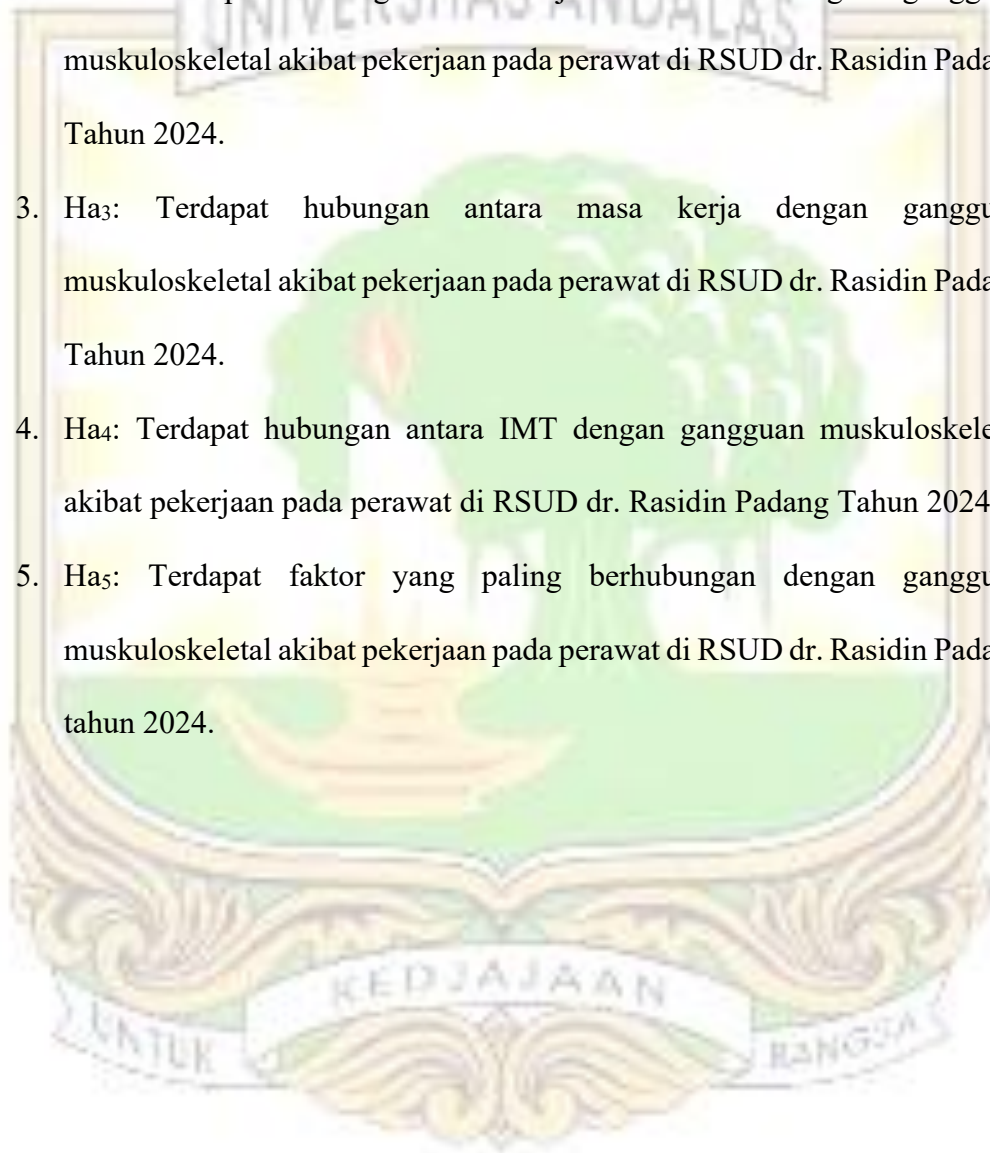 UNIVERSITAS ANDALAS
muskuloskeletal akibat pekerjaan pada perawat di RSUD dr. Rasidin Pada
Tahun 2024.
3. Ha3: Terdapat hubungan antara masa kerja dengan ganggu
muskuloskeletal akibat pekerjaan pada perawat di RSUD dr. Rasidin Pada
Tahun 2024.
4. Ha4: Terdapat hubungan antara IMT dengan gangguan muskuloskele
akibat pekerjaan pada perawat di RSUD dr. Rasidin Padang Tahun 2024
5. Ha5: Terdapat faktor yang paling berhubungan dengan ganggu
muskuloskeletal akibat pekerjaan pada perawat di RSUD dr. Rasidin Pada
tahun 2024.
UNTUK KEDJAJAAN BANGSA